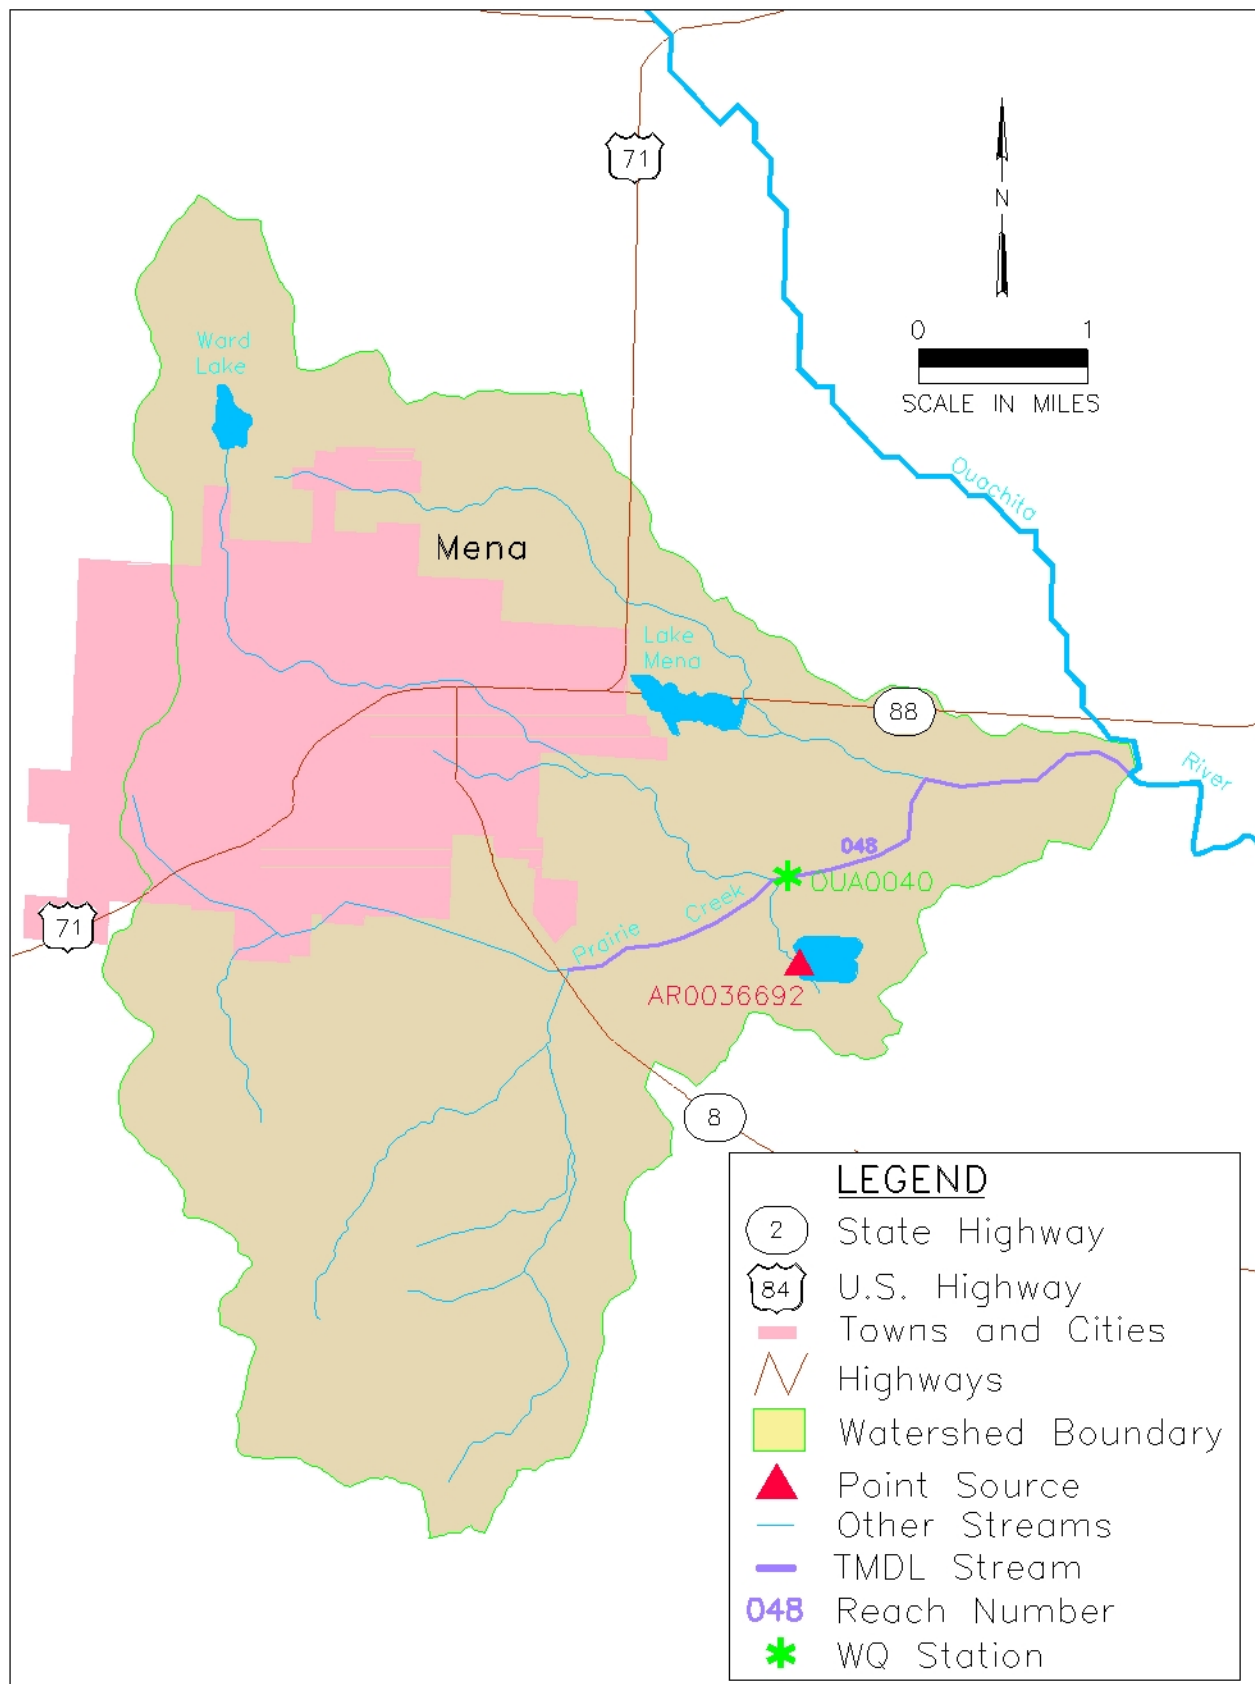 71
N
0 1
SCALE IN MILES
Ward
Lake
Ouachita
Mena
Lake
Mena
88
River
048
OUA0040
Prairie Creek
71
AR0036692
8
LEGEND
2 State Highway
84 U.S. Highway
Towns and Cities
Highways
Watershed Boundary
Point Source
Other Streams
TMDL Stream
048 Reach Number
WQ Station